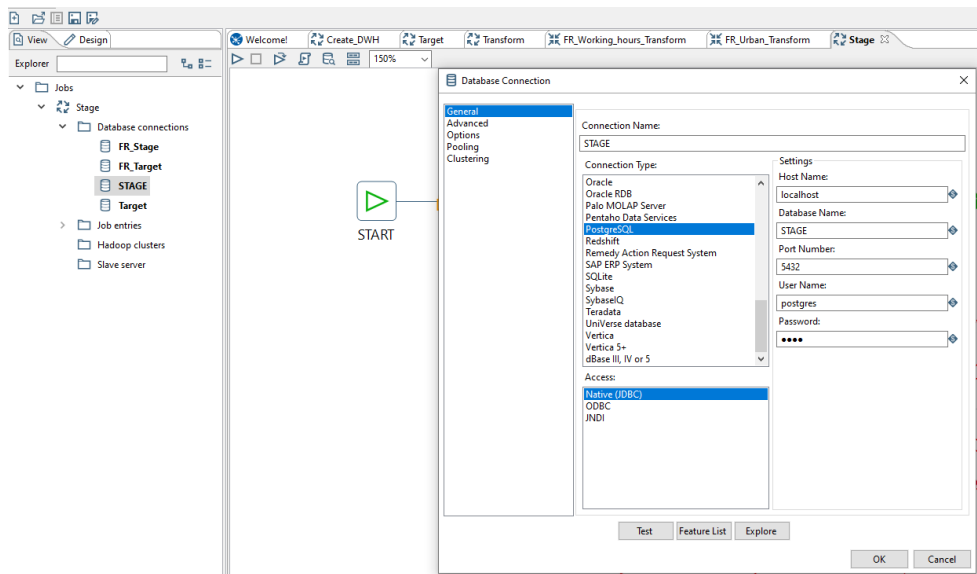 View
Design
Welcome!
Create_DWH
Target
Transform
FR_Working_hours_Transform
FR_Urban_Transform
Stage
Explorer
150%
Jobs
Stage
Database connections
FR_Stage
FR_Target
STAGE
Target
Job entries
Hadoop clusters
Slave server
START
Database Connection
General
Advanced
Options
Pooling
Clustering
Connection Name:
STAGE
Connection Type:
Oracle
Oracle RDB
Palo MOLAP Server
Pentaho Data Services
PostgreSQL
Redshift
Remedy Action Request System
SAP ERP System
SQLite
Sybase
SybaseIQ
Teradata
UniVerse database
Vertica
Vertica 5+
dBase III, IV or 5
Access:
Native (JDBC)
ODBC
JNDI
Settings
Host Name:
localhost
Database Name:
STAGE
Port Number:
5432
User Name:
postgres
Password:
●●●●
Test
Feature List
Explore
OK
Cancel